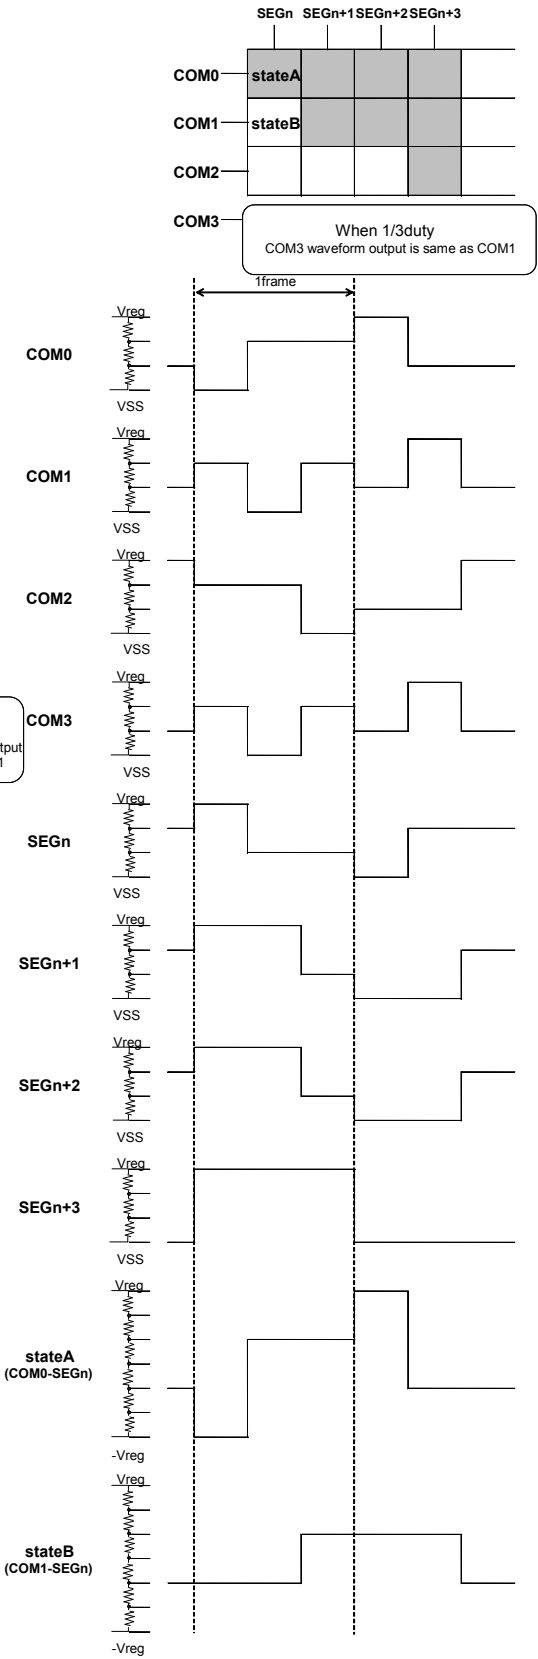 SEGn SEGn+1 SEGn+2 SEGn+3
COM0 stateA
COM1 stateB
COM2
COM3
When 1/3duty
COM3 waveform output is same as COM1
1frame
Vreg
COM0
VSS
Vreg
COM1
VSS
Vreg
COM2
VSS
Vreg
COM3
tput
1
VSS
Vreg
SEGn
VSS
Vreg
SEGn+1
VSS
Vreg
SEGn+2
VSS
Vreg
SEGn+3
VSS
Vreg
stateA
(COM0-SEGn)
-Vreg
Vreg
stateB
(COM1-SEGn)
-Vreg